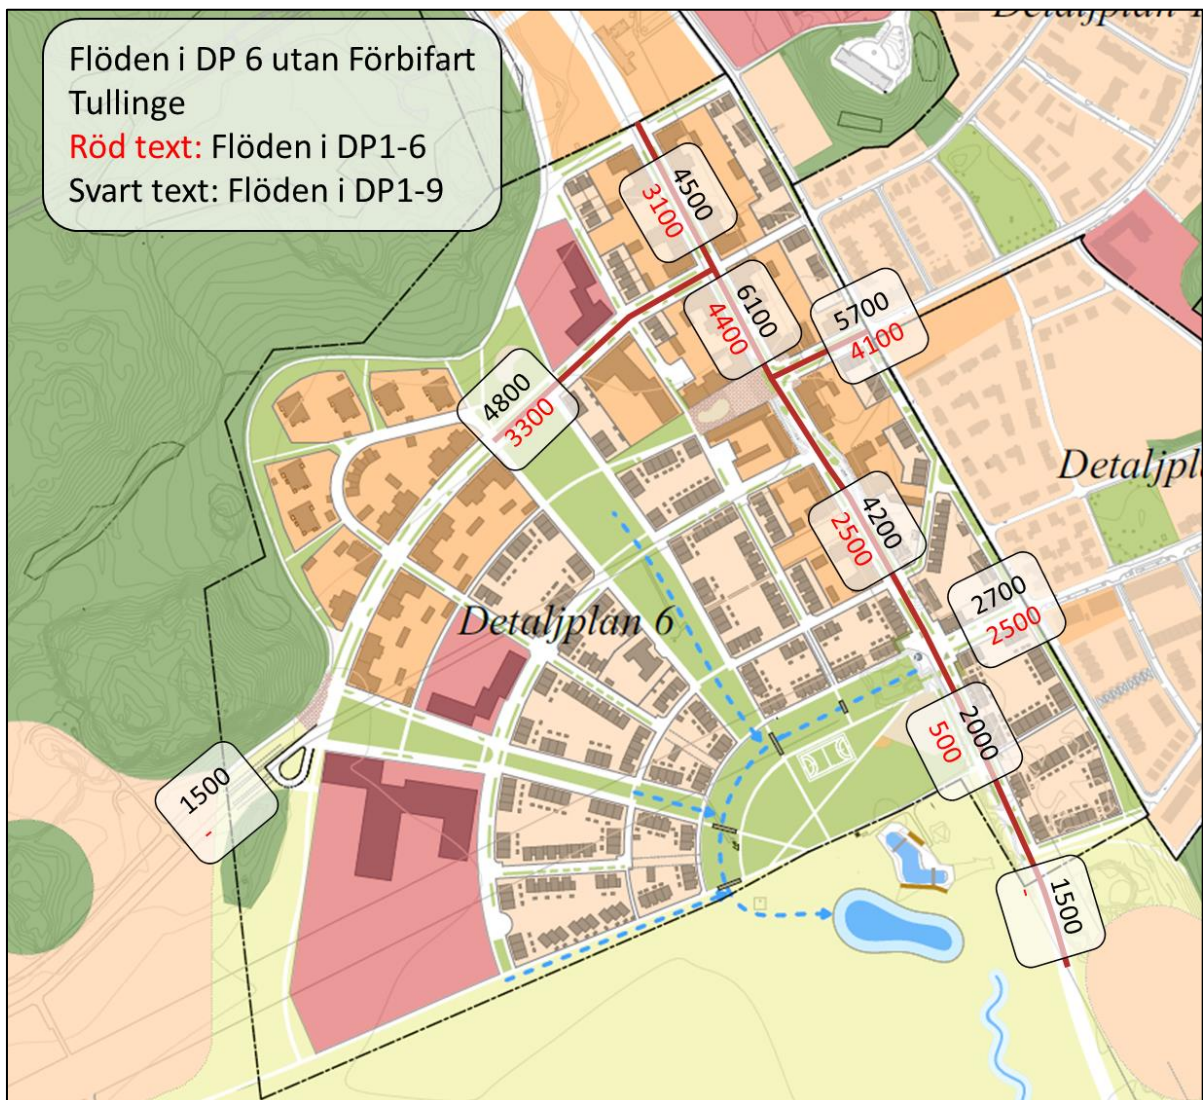 Detaljplan
Flöden i DP 6 utan Förbifart
Tullinge
Röd text: Flöden i DP1-6
Svart text: Flöden i DP1-9
4500
3100
6100
4400
5700
4100
4800
3300
Detaljpl
4200
2500
2700
2500
Detaljplan 6
2000
500
1500
-
1500
-